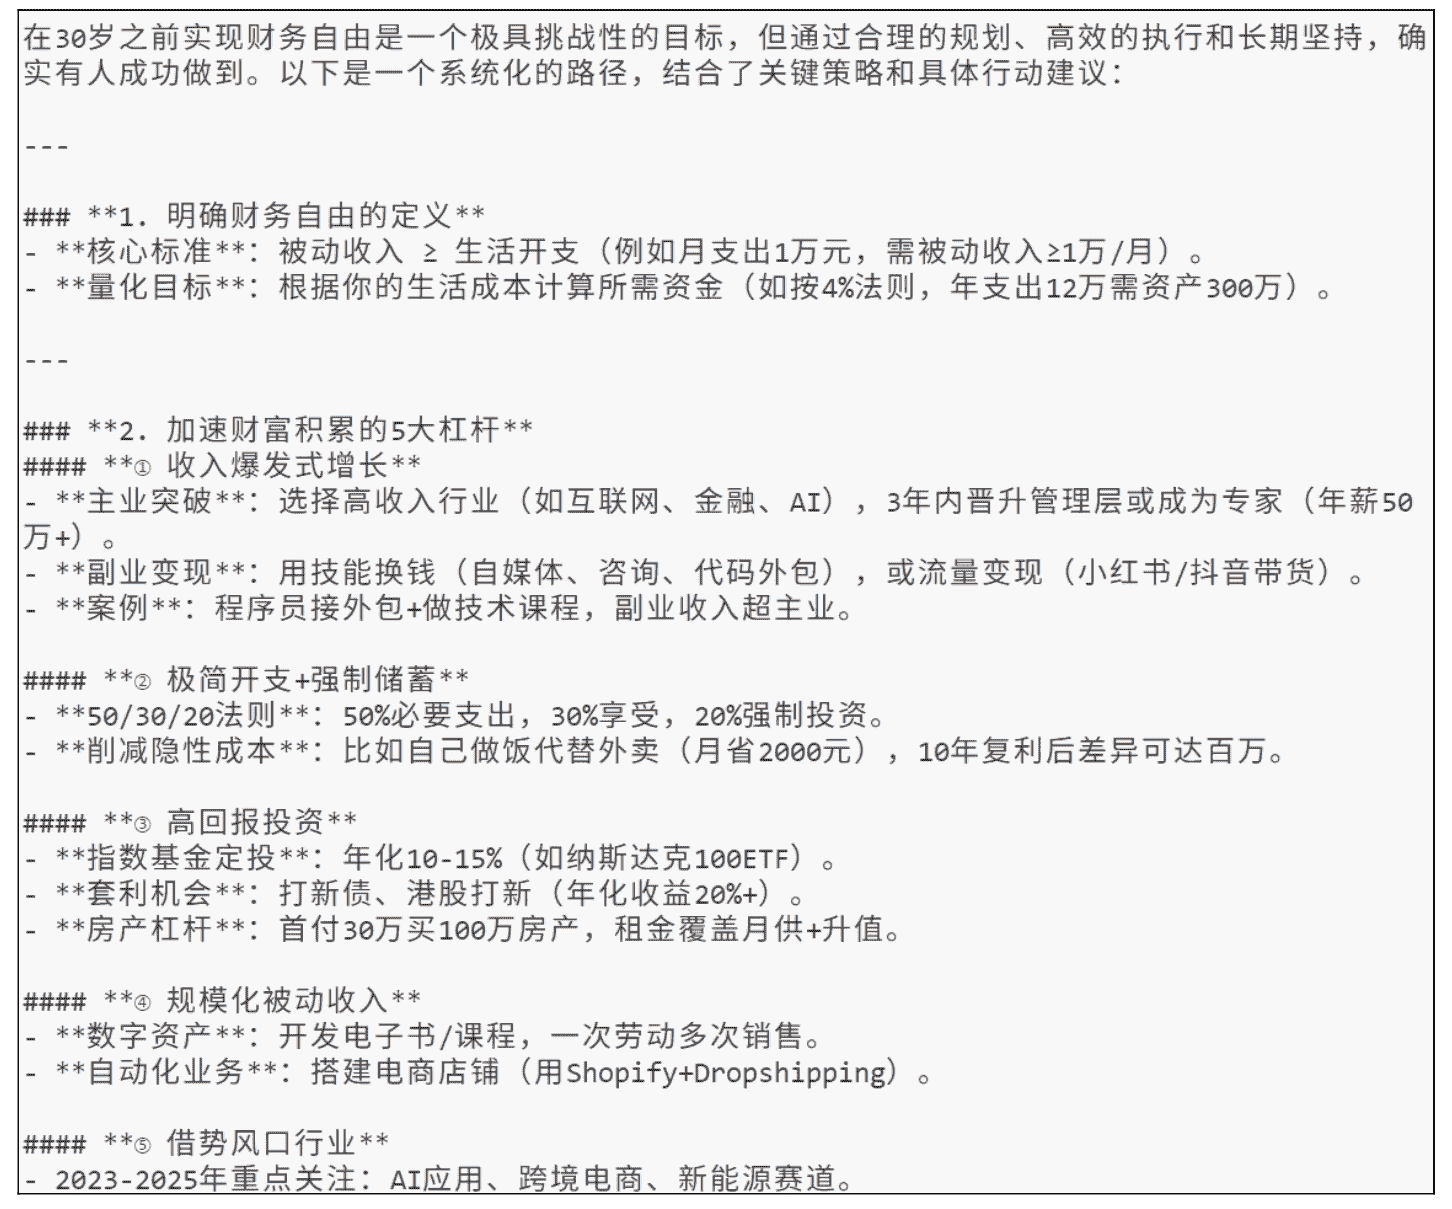 在30岁之前实现财务自由是一个极具挑战性的目标，但通过合理的规划、高效的执行和长期坚持，确
实有人成功做到。以下是一个系统化的路径，结合了关键策略和具体行动建议：
---
### **1. 明确财务自由的定义**
- **核心标准**：被动收入 ≥ 生活开支（例如月支出1万元，需被动收入≥1万/月）。
- **量化目标**：根据你的生活成本计算所需资金（如按4%法则，年支出12万需资产300万）。
---
### **2. 加速财富积累的5大杠杆**
#### **① 收入爆发式增长**
- **主业突破**：选择高收入行业（如互联网、金融、AI），3年内晋升管理层或成为专家（年薪50
万+）。
- **副业变现**：用技能换钱（自媒体、咨询、代码外包），或流量变现（小红书/抖音带货）。
- **案例**：程序员接外包+做技术课程，副业收入超主业。
#### **② 极简开支+强制储蓄**
- **50/30/20法则**：50%必要支出，30%享受，20%强制投资。
- **削减隐性成本**：比如自己做饭代替外卖（月省2000元），10年复利后差异可达百万。
#### **③ 高回报投资**
- **指数基金定投**：年化10-15%（如纳斯达克100ETF）。
- **套利机会**：打新债、港股打新（年化收益20%+）。
- **房产杠杆**：首付30万买100万房产，租金覆盖月供+升值。
#### **④ 规模化被动收入**
- **数字资产**：开发电子书/课程，一次劳动多次销售。
- **自动化业务**：搭建电商店铺（用Shopify+Dropshipping）。
#### **⑤ 借势风口行业**
- 2023-2025年重点关注：AI应用、跨境电商、新能源赛道。